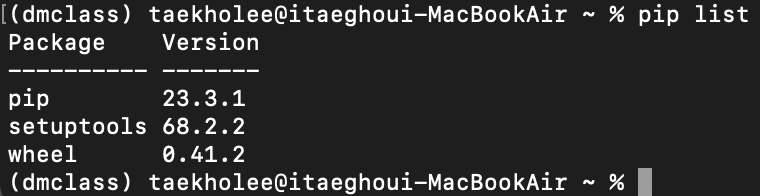 [(dmclass) taekholee@itaeghoui-MacBookAir ~ % pip list
Package    Version
---------- -------
pip        23.3.1
setuptools 68.2.2
wheel      0.41.2
(dmclass) taekholee@itaeghoui-MacBookAir ~ %